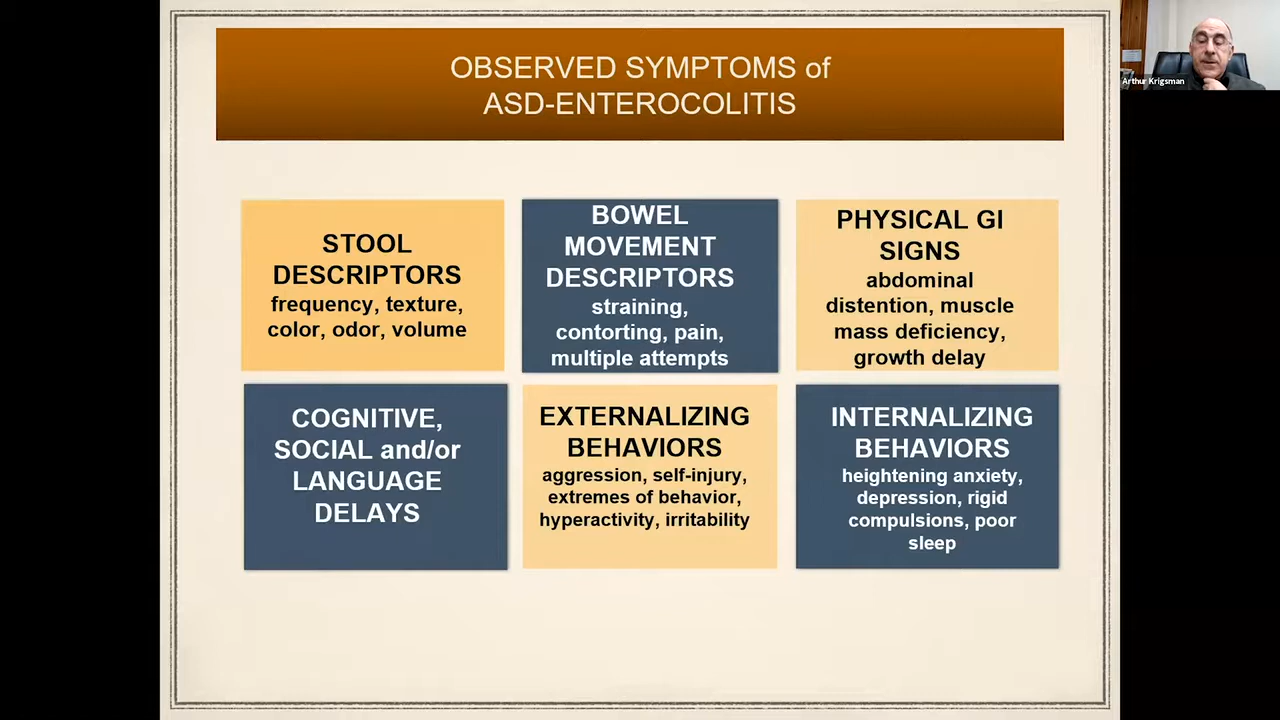 OBSERVED SYMPTOMS of
ASD-ENTEROCOLITIS
Arthur Krigsman
STOOL
DESCRIPTORS
frequency, texture,
color, odor, volume
BOWEL
MOVEMENT
DESCRIPTORS
straining,
contorting, pain,
multiple attempts
PHYSICAL GI
SIGNS
abdominal
distention, muscle
mass deficiency,
growth delay
COGNITIVE,
SOCIAL and/or
LANGUAGE
DELAYS
EXTERNALIZING
BEHAVIORS
aggression, self-injury,
extremes of behavior,
hyperactivity, irritability
INTERNALIZING
BEHAVIORS
heightening anxiety,
depression, rigid
compulsions, poor
sleep